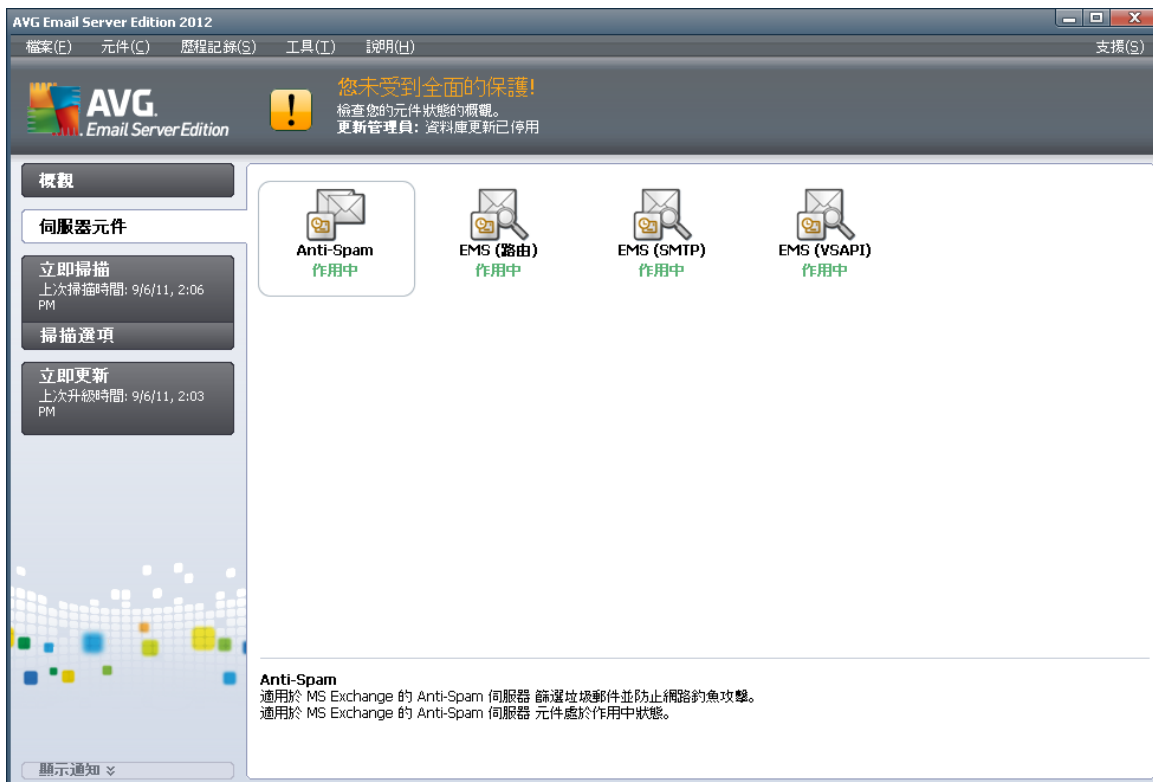 AVG Email Server Edition 2012
檔案(F) 元件(C) 歷程記錄(S) 工具(T) 說明(H) 支援(S)
AVG.
Email Server Edition
您未受到全面的保護!
檢查您的元件狀態的概觀。
更新管理員: 資料庫更新已停用
概觀
伺服器元件
立即掃描
上次掃描時間: 9/6/11, 2:06
PM
掃描選項
立即更新
上次升級時間: 9/6/11, 2:03
PM
顯示通知
Anti-Spam
作用中
EMS (路由)
作用中
EMS (SMTP)
作用中
EMS (VSAPI)
作用中
Anti-Spam
適用於 MS Exchange 的 Anti-Spam 伺服器 篩選垃圾郵件並防止網路釣魚攻擊。
適用於 MS Exchange 的 Anti-Spam 伺服器 元件處於作用中狀態。